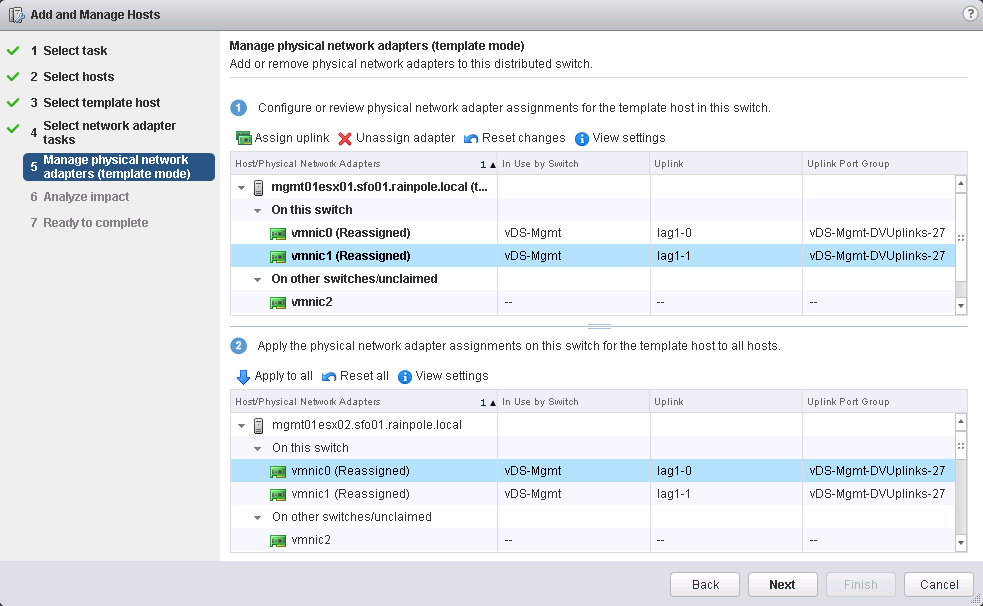 Add and Manage Hosts
?
1 Select task
2 Select hosts
3 Select template host
4 Select network adapter
tasks
5 Manage physical network
adapters (template mode)
6 Analyze impact
7 Ready to complete
Manage physical network adapters (template mode)
Add or remove physical network adapters to this distributed switch.
1 Configure or review physical network adapter assignments for the template host in this switch.
Assign uplink Unassign adapter Reset changes View settings
Host/Physical Network Adapters 1 ▲ In Use by Switch Uplink Uplink Port Group
mgmt01esx01.sfo01.rainpole.local (t...
On this switch
vmnic0 (Reassigned) vDS-Mgmt lag1-0 vDS-Mgmt-DVUplinks-27
vmnic1 (Reassigned) vDS-Mgmt lag1-1 vDS-Mgmt-DVUplinks-27
On other switches/unclaimed
vmnic2 -- -- --
2 Apply the physical network adapter assignments on this switch for the template host to all hosts.
Apply to all Reset all View settings
Host/Physical Network Adapters 1 ▲ In Use by Switch Uplink Uplink Port Group
mgmt01esx02.sfo01.rainpole.local
On this switch
vmnic0 (Reassigned) vDS-Mgmt lag1-0 vDS-Mgmt-DVUplinks-27
vmnic1 (Reassigned) vDS-Mgmt lag1-1 vDS-Mgmt-DVUplinks-27
On other switches/unclaimed
vmnic2 -- -- --
Back Next Finish Cancel